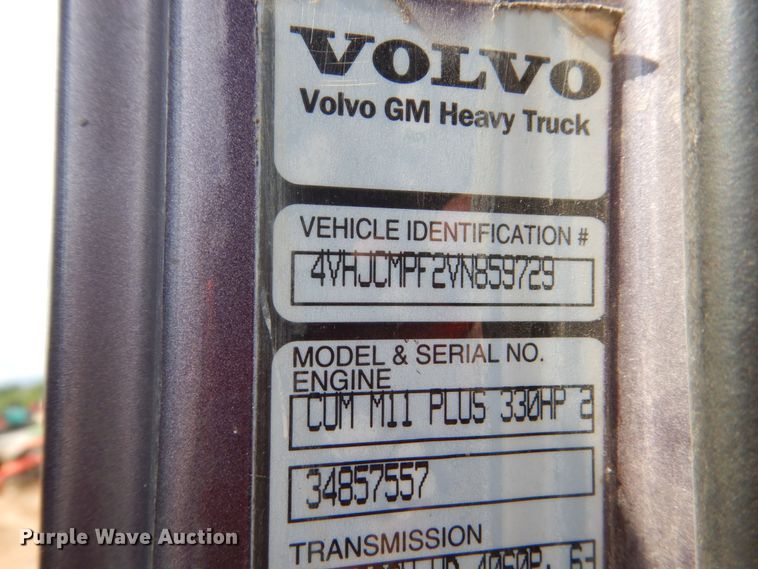 VOLVO
Volvo GM Heavy Truck
VEHICLE IDENTIFICATION #
4VHJCMPF2VN859729
MODEL & SERIAL NO.
ENGINE
CUM M11 PLUS 330HP 2
34857557
TRANSMISSION
Purple Wave Auction®